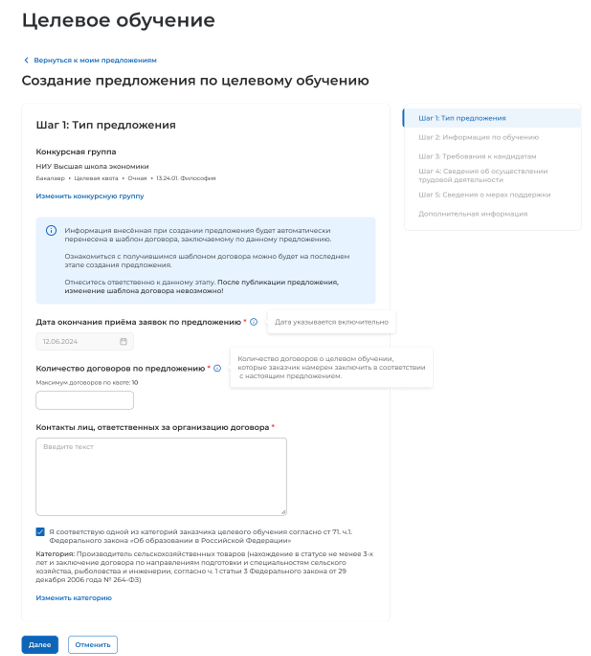 Целевое обучение
Вернуться к моим предложениям
Создание предложения по целевому обучению
Шаг 1: Тип предложения
Конкурсная группа
НИУ Высшая школа экономики
Бакалавр • Целевая квота • Очная • 13.24.01. Философия
Изменить конкурсную группу
Информация внесённая при создании предложения будет автоматически
перенесена в шаблон договора, заключаемому по данному предложению.
Ознакомиться с получившимся шаблоном договора можно будет на последнем
этапе создания предложения.
Отнеситесь ответственно к данному этапу. После публикации предложения,
изменение шаблона договора невозможно!
Дата окончания приёма заявок по предложению *
Дата указывается включительно
12.06.2024
Количество договоров по предложению *
Количество договоров о целевом обучении,
которые заказчик намерен заключить в соответствии
с настоящим предложением.
Максимум договоров по квоте: 10
Контакты лиц, ответственных за организацию договора *
Введите текст
Я соответствую одной из категорий заказчика целевого обучения согласно ст 71. ч.1.
Федерального закона «Об образовании в Российской Федерации»
Категория: Производитель сельскохозяйственных товаров (нахождение в статусе не менее 3-х
лет и заключение договора по направлениям подготовки и специальностям сельского
хозяйства, рыболовства и инженерии, согласно ч. 1 статьи 3 Федерального закона от 29
декабря 2006 года № 264-ФЗ)
Изменить категорию
Далее
Отменить
Шаг 1: Тип предложения
Шаг 2: Информация по обучению
Шаг 3: Требования к кандидатам
Шаг 4: Сведения об осуществлении
трудовой деятельности
Шаг 5: Сведения о мерах поддержки
Дополнительная информация